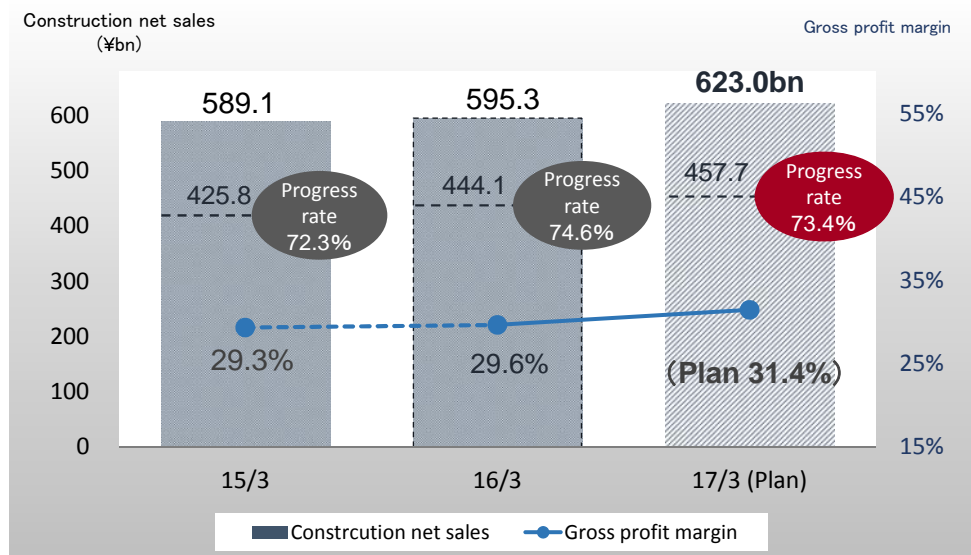 Construction net sales
(¥bn)
Gross profit margin
600
500
400
300
200
100
0
55%
45%
35%
25%
15%
589.1
595.3
623.0bn
425.8
Progress
rate
72.3%
444.1
Progress
rate
74.6%
457.7
Progress
rate
73.4%
29.3%
29.6%
(Plan 31.4%)
15/3
16/3
17/3 (Plan)
Constrcution net sales
Gross profit margin